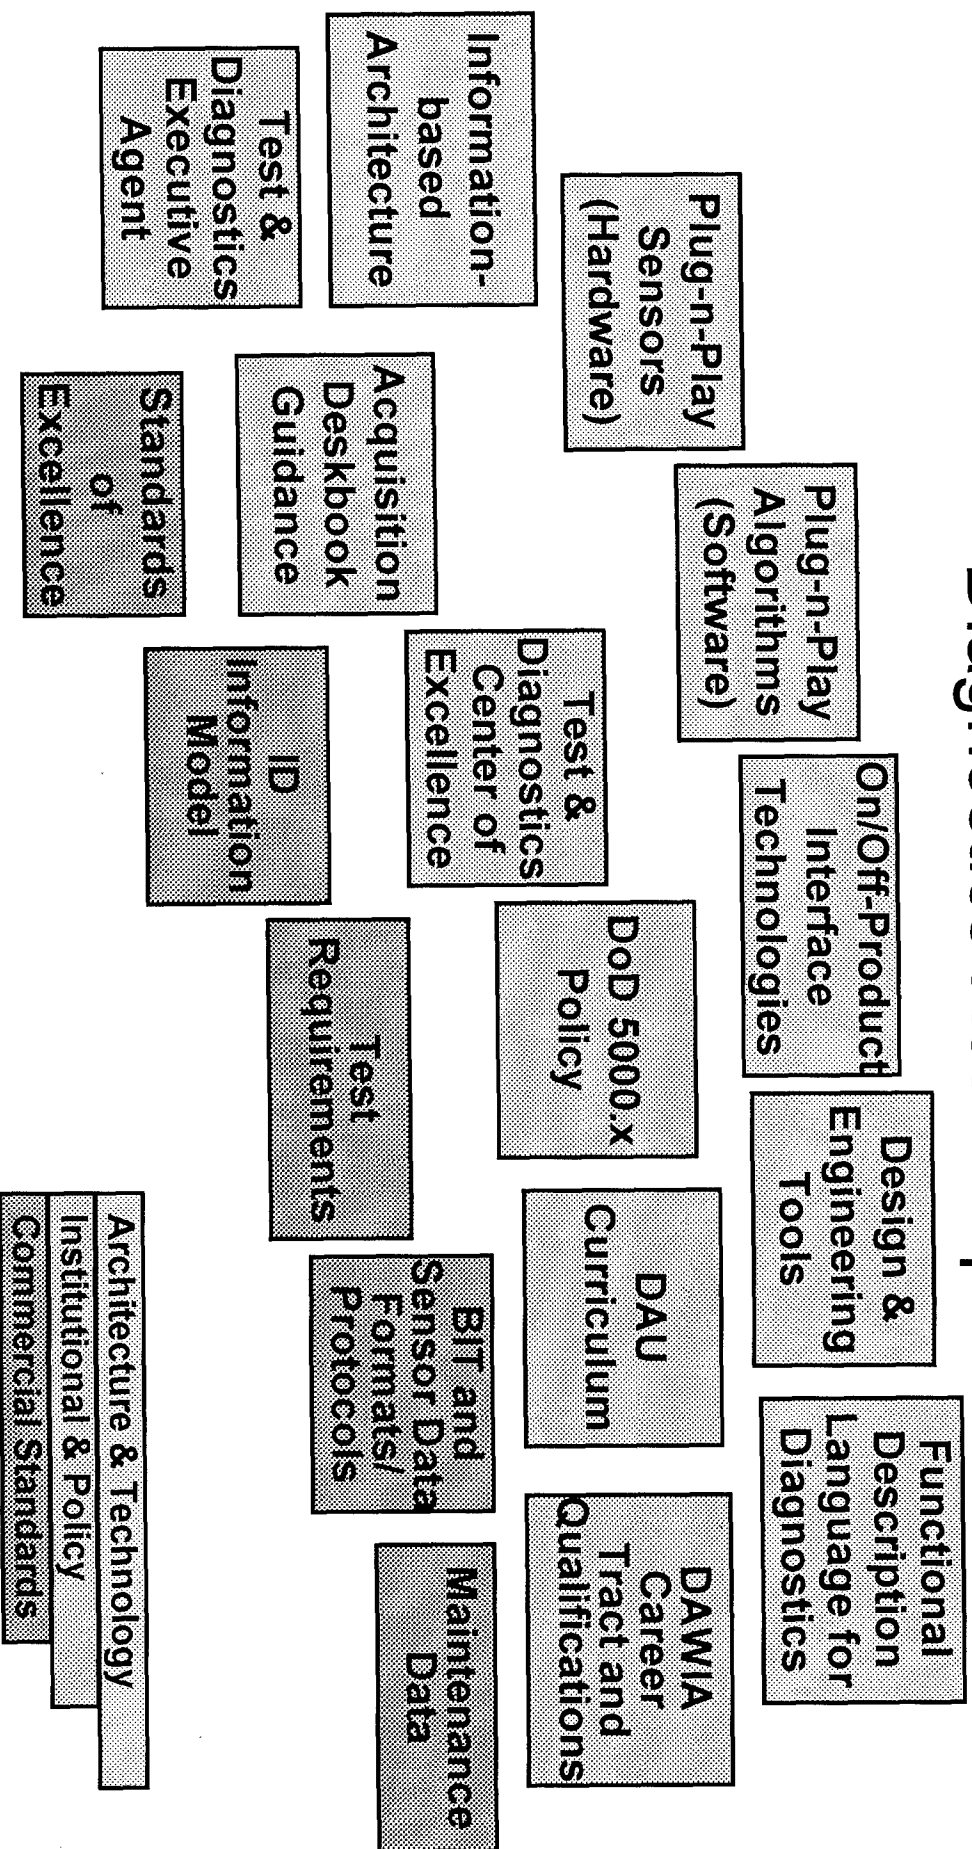 Information-
based
Architecture
Plug-n-Play
Sensors
(Hardware)
Plug-n-Play
Algorithms
(Software)
On/Off-Product
Interface
Technologies
Design &
Engineering
Tools
Functional
Description
Language for
Diagnostics
Test &
Diagnostics
Executive
Agent
Acquisition
Deskbook
Guidance
Test &
Diagnostics
Center of
Excellence
DoD 5000.x
Policy
DAU
Curriculum
DAWIA
Career
Tract and
Qualifications
Standards
of
Excellence
ID
Information
Model
Test
Requirements
BIT and
Sensor Data
Formats/
Protocols
Maintenance
Data
Architecture & Technology
Institutional & Policy
Commercial Standards